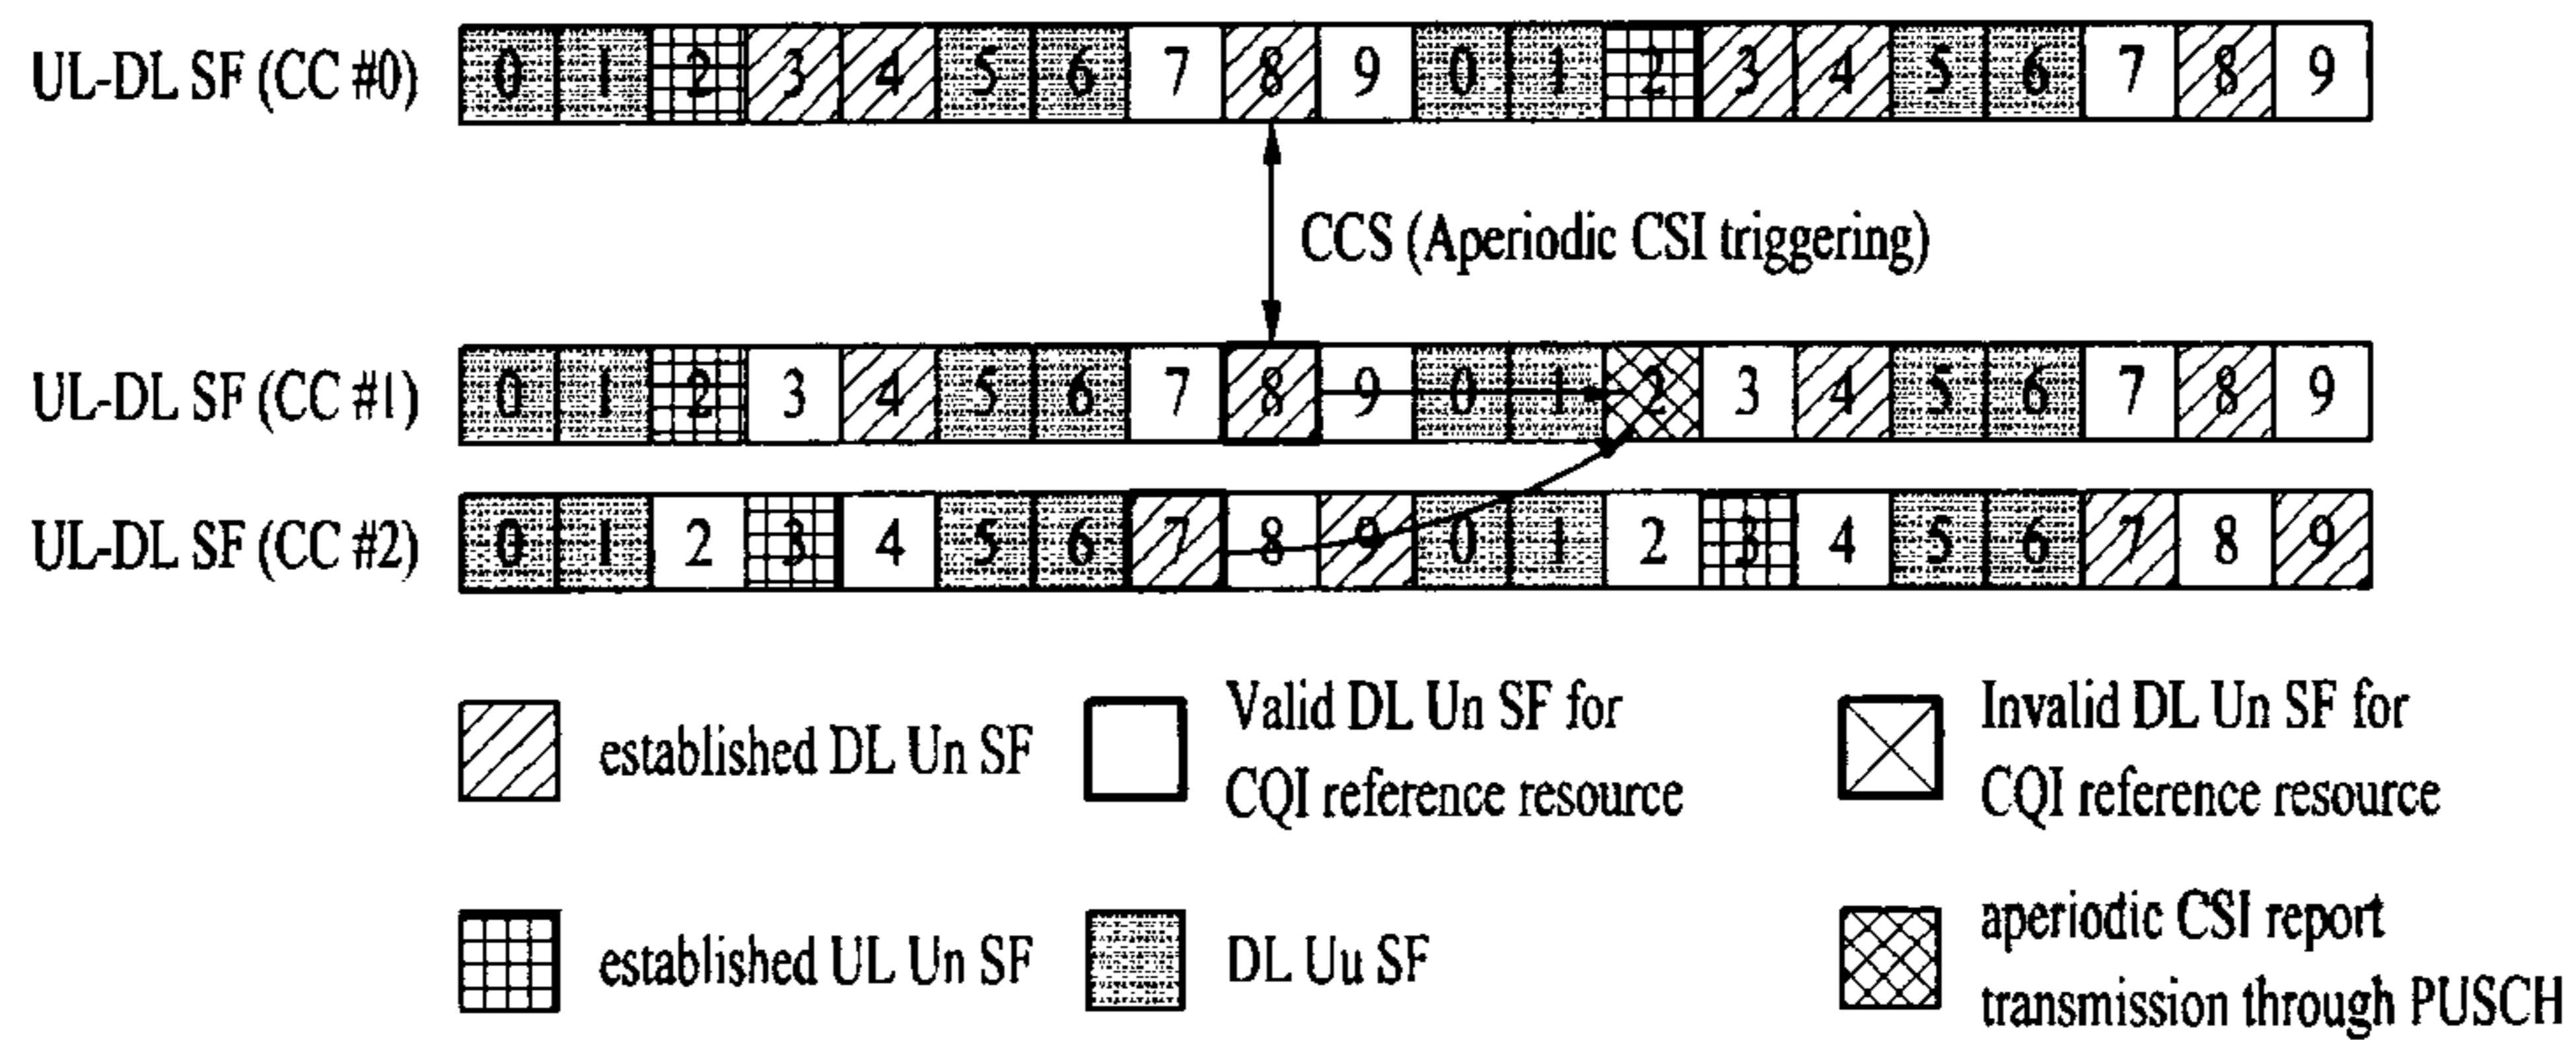 UL-DL SF (CC #0) 0 1 2 3 4 5 6 7 8 9 0 1 2 3 4 5 6 7 8 9
CCS (Aperiodic CSI triggering)
UL-DL SF (CC #1) 0 1 2 3 4 5 6 7 8 9 0 1 2 3 4 5 6 7 8 9
UL-DL SF (CC #2) 0 1 2 3 4 5 6 7 8 9 0 1 2 3 4 5 6 7 8 9
established DL Un SF
Valid DL Un SF for
CQI reference resource
Invalid DL Un SF for
CQI reference resource
established UL Un SF
DL Uu SF
aperiodic CSI report
transmission through PUSCH